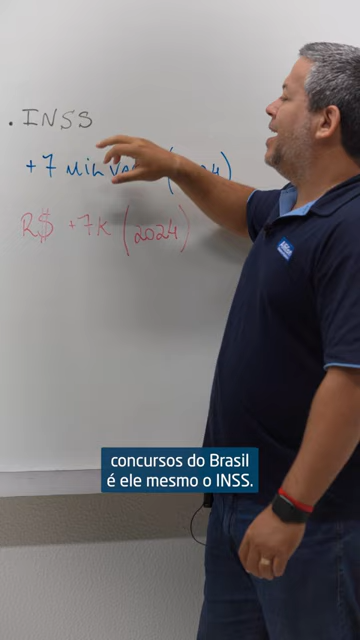 . INSS
+7 MIL
R$ +7K (2024)
concursos do Brasil
é ele mesmo o INSS.